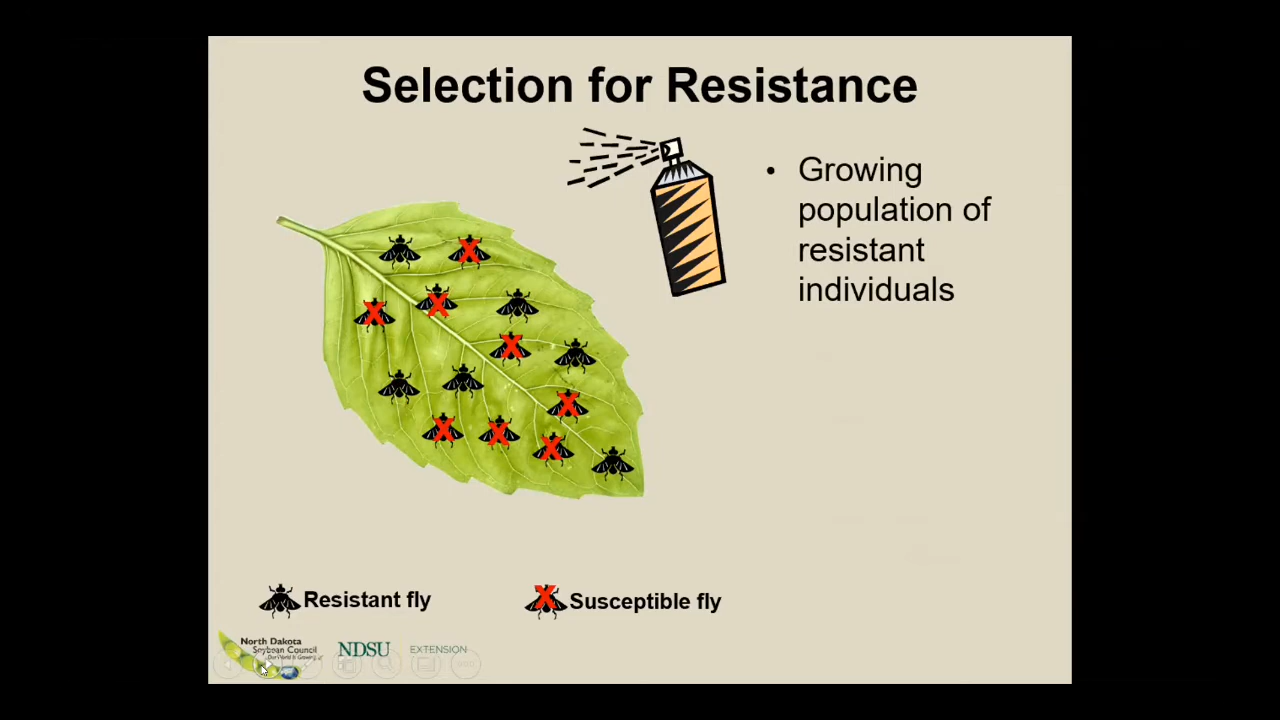 Selection for Resistance
• Growing
population of
resistant
individuals
Resistant fly
Susceptible fly
North Dakota
Soybean Council
NDSU
EXTENSION